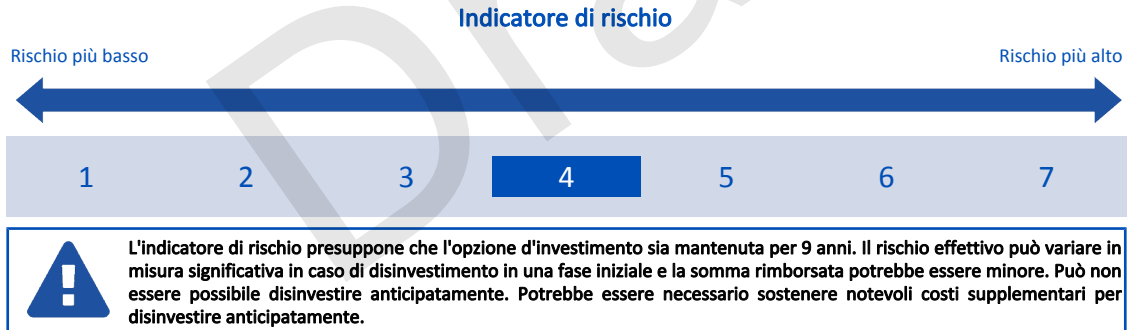 Indicatore di rischio
Rischio più basso
Rischio più alto
1 2 3 4 5 6 7
L'indicatore di rischio presuppone che l'opzione d'investimento sia mantenuta per 9 anni. Il rischio effettivo può variare in
misura significativa in caso di disinvestimento in una fase iniziale e la somma rimborsata potrebbe essere minore. Può non
essere possibile disinvestire anticipatamente. Potrebbe essere necessario sostenere notevoli costi supplementari per
disinvestire anticipatamente.